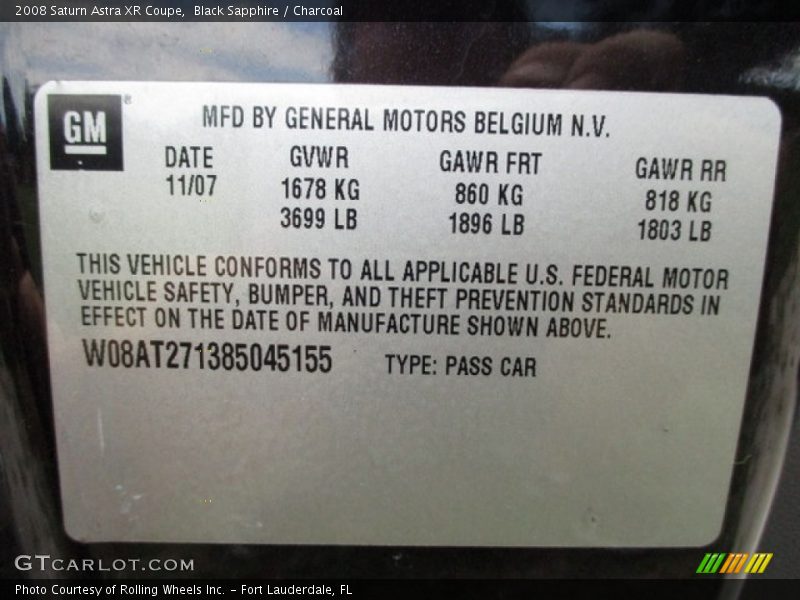 2008 Saturn Astra XR Coupe,  Black Sapphire / Charcoal
GM®
MFD BY GENERAL MOTORS BELGIUM N.V.
DATE GVWR GAWR FRT GAWR RR
11/07 1678 KG 860 KG 818 KG
3699 LB 1896 LB 1803 LB
THIS VEHICLE CONFORMS TO ALL APPLICABLE U.S. FEDERAL MOTOR
VEHICLE SAFETY, BUMPER, AND THEFT PREVENTION STANDARDS IN
EFFECT ON THE DATE OF MANUFACTURE SHOWN ABOVE.
W08AT271385045155 TYPE: PASS CAR
GTCARLOT.COM
Photo Courtesy of Rolling Wheels Inc. – Fort Lauderdale, FL